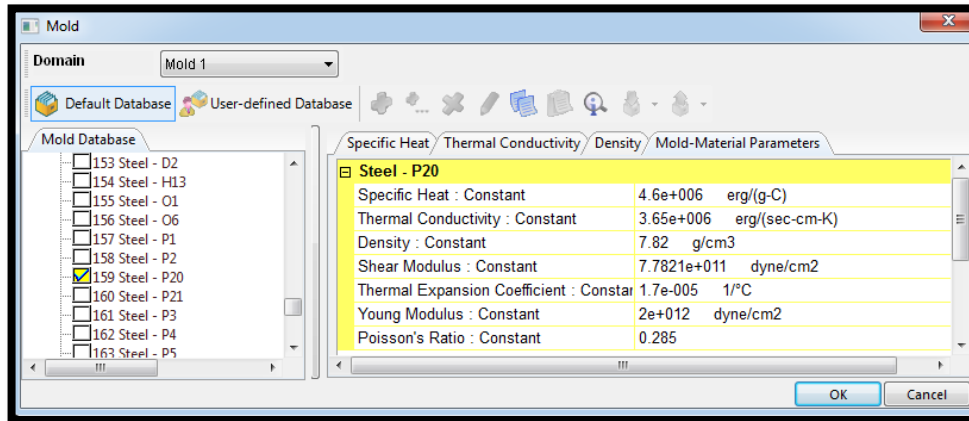 Mold
Domain
Mold 1
Default Database
User-defined Database
Mold Database
153 Steel - D2
154 Steel - H13
155 Steel - O1
156 Steel - O6
157 Steel - P1
158 Steel - P2
159 Steel - P20
160 Steel - P21
161 Steel - P3
162 Steel - P4
163 Steel - P5
Specific Heat Thermal Conductivity Density Mold-Material Parameters
Steel - P20
Specific Heat : Constant 4.6e+006 erg/(g-C)
Thermal Conductivity : Constant 3.65e+006 erg/(sec-cm-K)
Density : Constant 7.82 g/cm3
Shear Modulus : Constant 7.7821e+011 dyne/cm2
Thermal Expansion Coefficient : Constar 1.7e-005 1/°C
Young Modulus : Constant 2e+012 dyne/cm2
Poisson's Ratio : Constant 0.285
OK Cancel